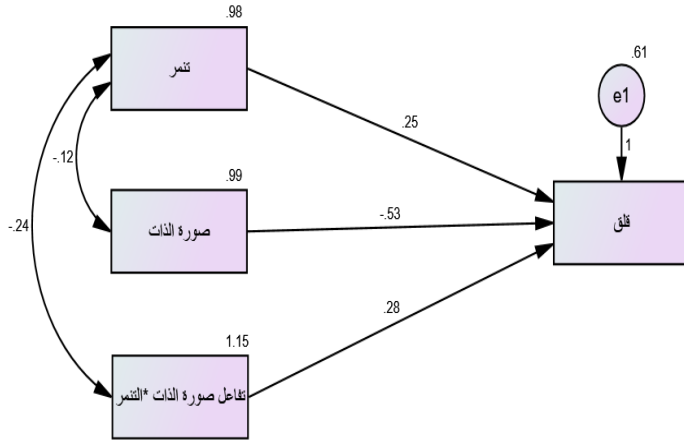 .98
تنمر
.61
e1
1
.25
-.12
.99
صورة الذات
-.53
قلق
-.24
.28
1.15
تفاعل صورة الذات *التنمر